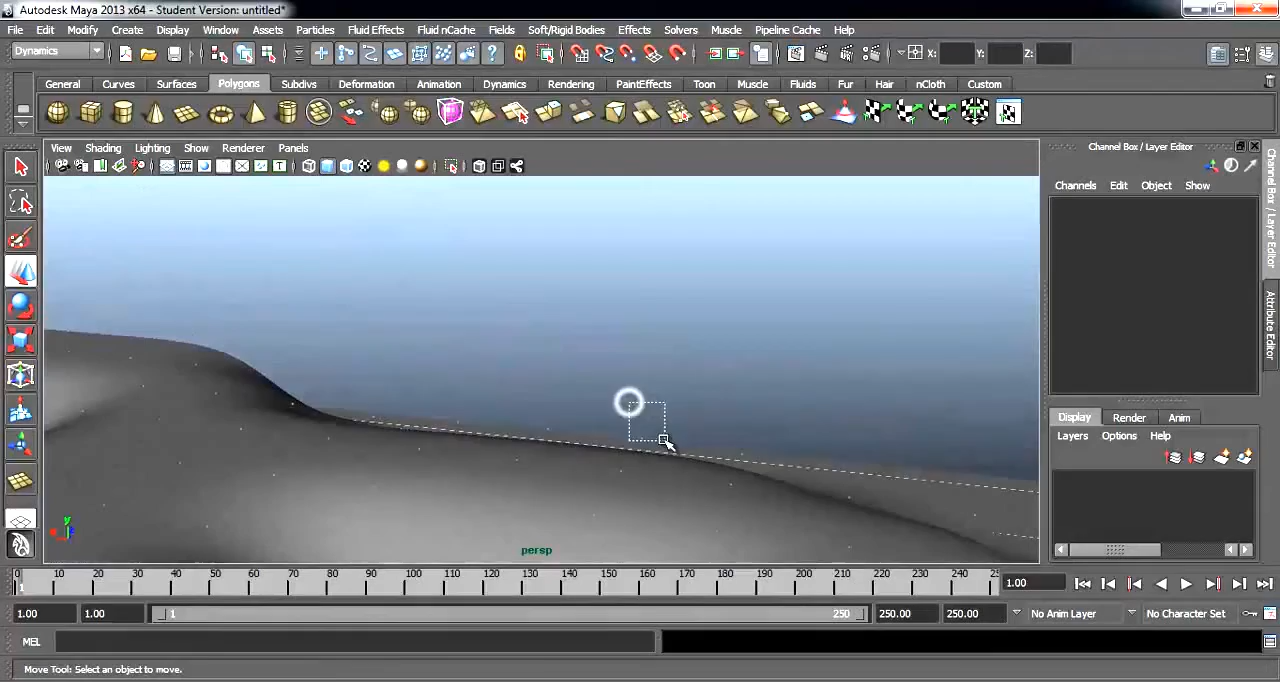 Autodesk Maya 2013 x64 - Student Version: untitled*
File Edit Modify Create Display Window Assets Particles Fluid Effects Fluid nCache Fields Soft/Rigid Bodies Effects Solvers Muscle Pipeline Cache Help
Dynamics X: Y: Z:
General Curves Surfaces Polygons Subdivs Deformation Animation Dynamics Rendering PaintEffects Toon Muscle Fluids Fur Hair nCloth Custom
View Shading Lighting Show Renderer Panels
Channel Box / Layer Editor
Channels Edit Object Show
Channel Box / Layer Editor
Attribute Editor
Display Render Anim
Layers Options Help
persp
0 10 20 30 40 50 60 70 80 90 100 110 120 130 140 150 160 170 180 190 200 210 220 230 240 25
1 1.00
1.00 1.00 1 250 250.00 250.00 No Anim Layer No Character Set
MEL
Move Tool: Select an object to move.